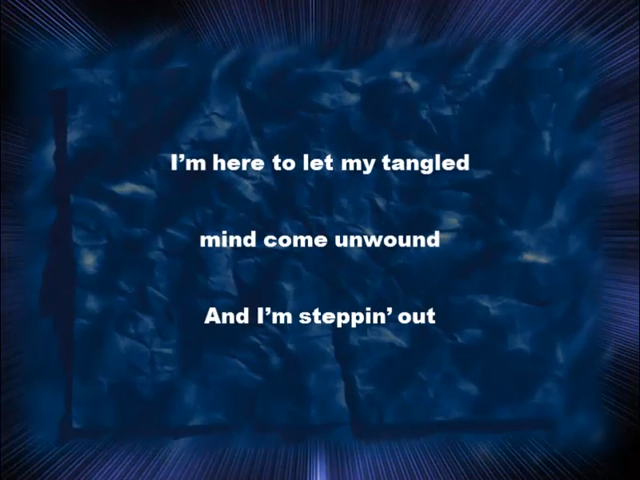 I’m here to let my tangled
mind come unwound
And I’m steppin’ out